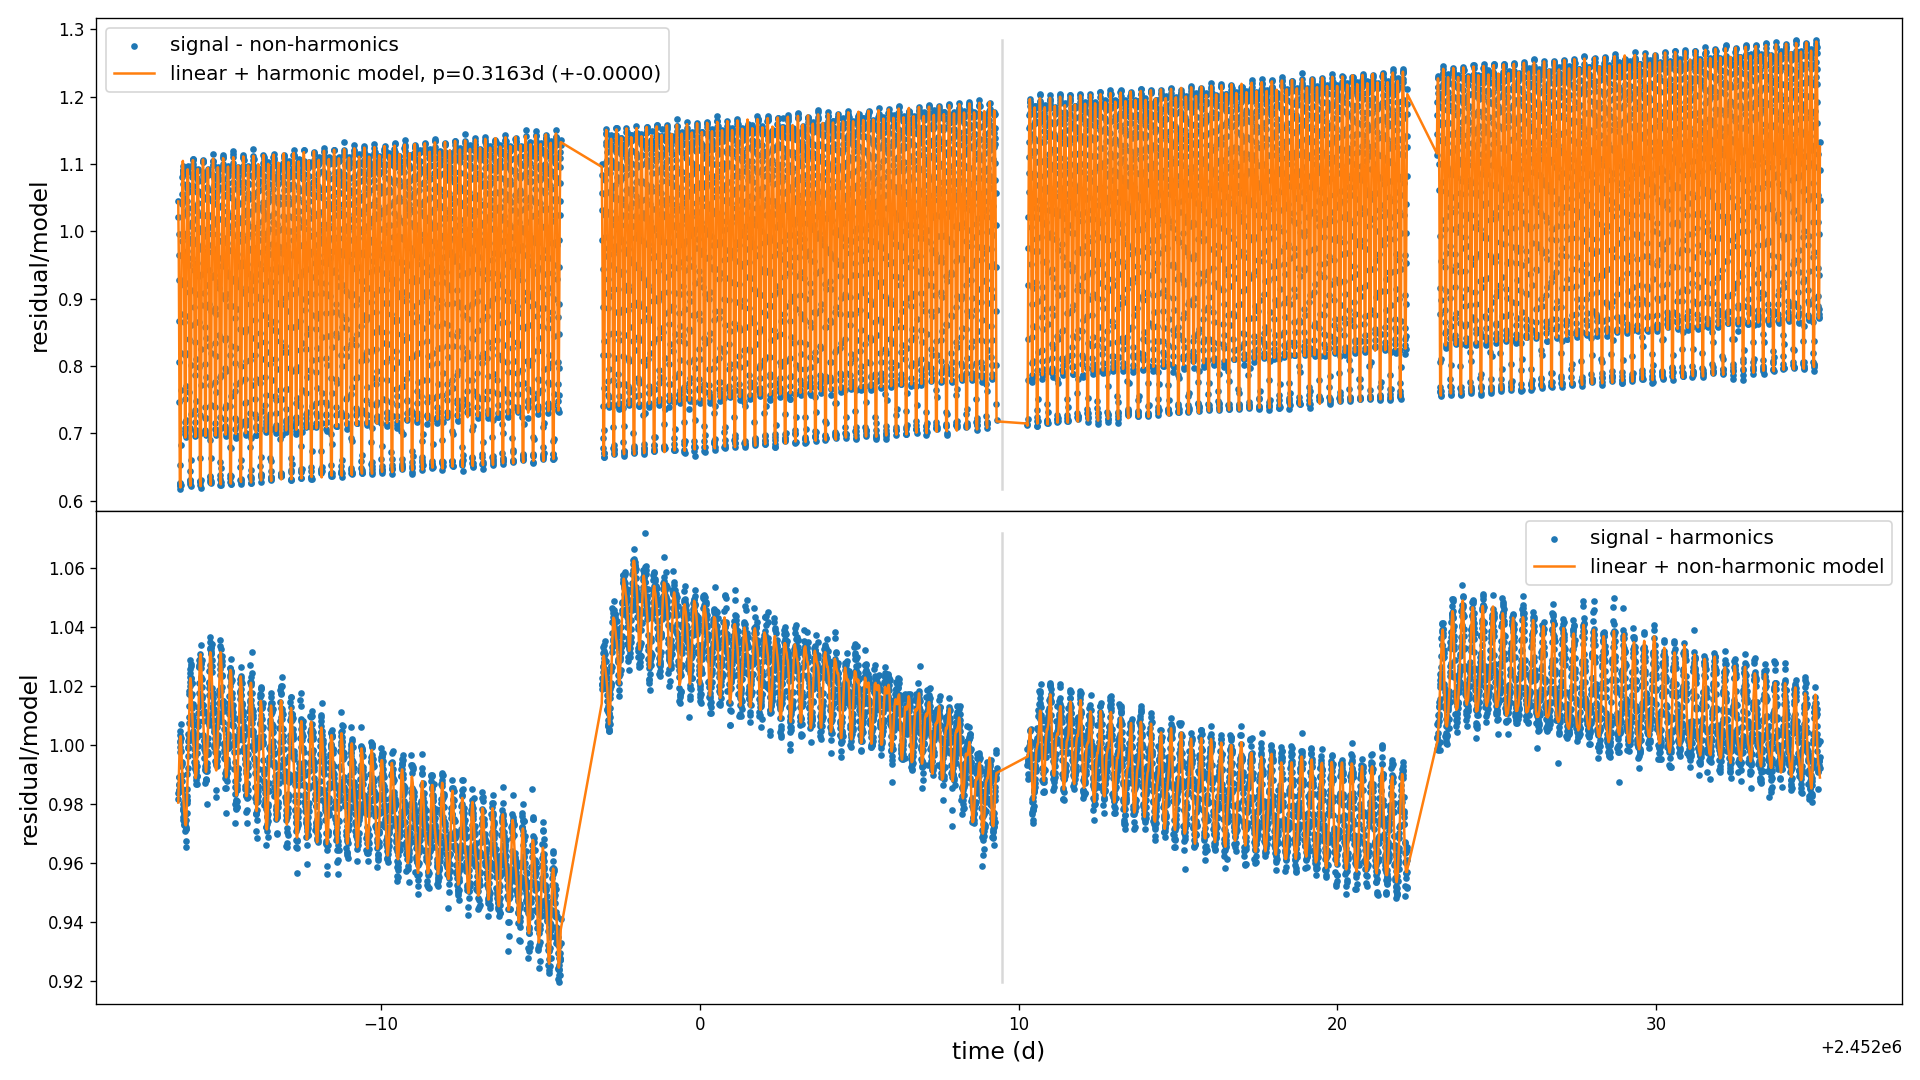 signal - non-harmonics
linear + harmonic model, p=0.3163d (+-0.0000)
residual/model
1.3
1.2
1.1
1.0
0.9
0.8
0.7
0.6
signal - harmonics
linear + non-harmonic model
residual/model
1.06
1.04
1.02
1.00
0.98
0.96
0.94
0.92
−10
0
10
20
30
time (d)
+2.452e6